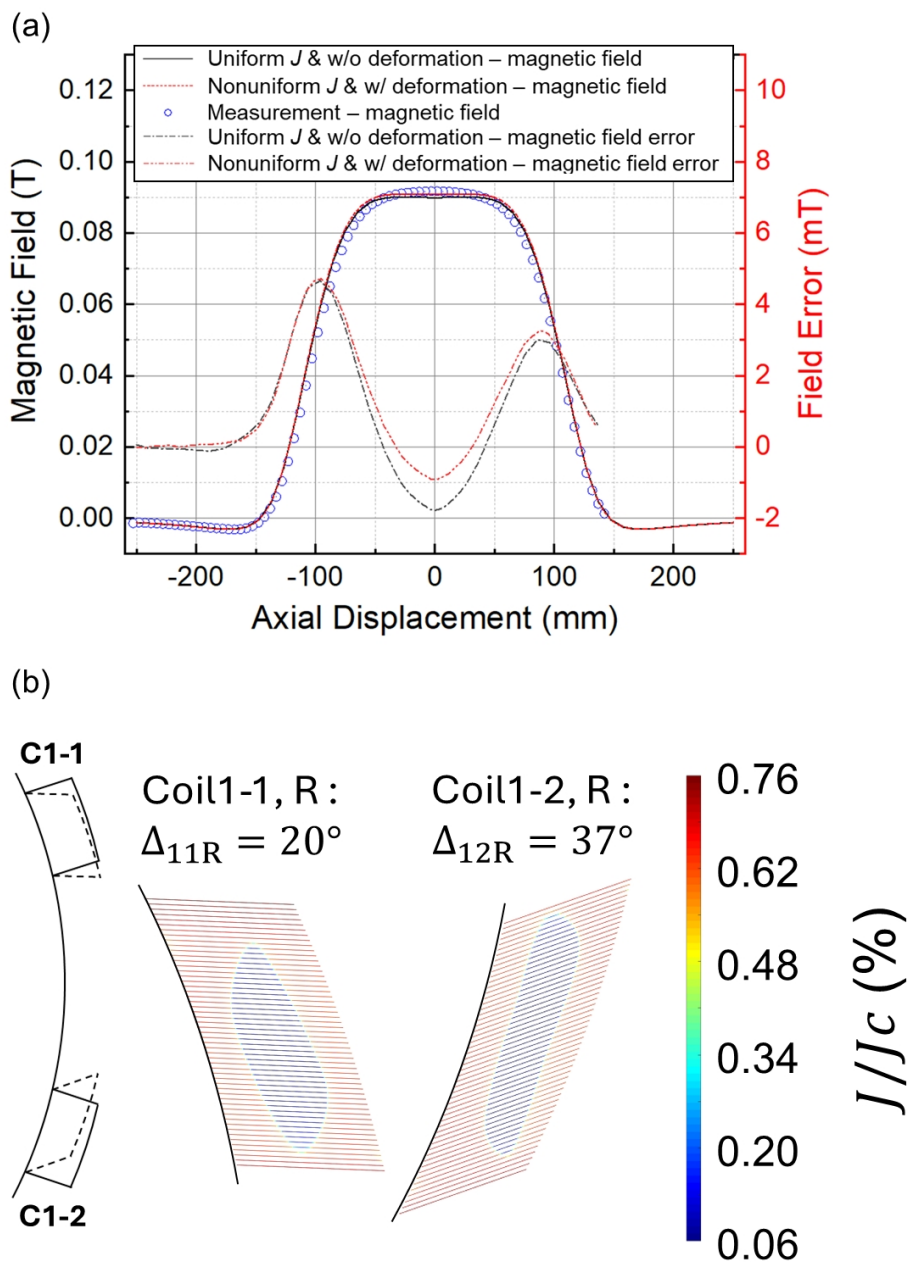 (a)
Uniform J & w/o deformation – magnetic field
Nonuniform J & w/ deformation – magnetic field
Measurement – magnetic field
Uniform J & w/o deformation – magnetic field error
Nonuniform J & w/ deformation – magnetic field error
0.12
0.10
0.08
0.06
0.04
0.02
0.00
Magnetic Field (T)
10
8
7
6
4
2
0
-2
Field Error (mT)
-200
-100
0
100
200
Axial Displacement (mm)
(b)
C1-1
C1-2
Coil1-1, R :
Δ11R = 20°
Coil1-2, R :
Δ12R = 37°
0.76
0.62
0.48
0.34
0.20
0.06
J/Jc (%)